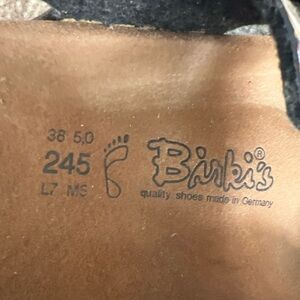 38 5,0
245
L7 M5
Birki's®
quality shoes made in Germany